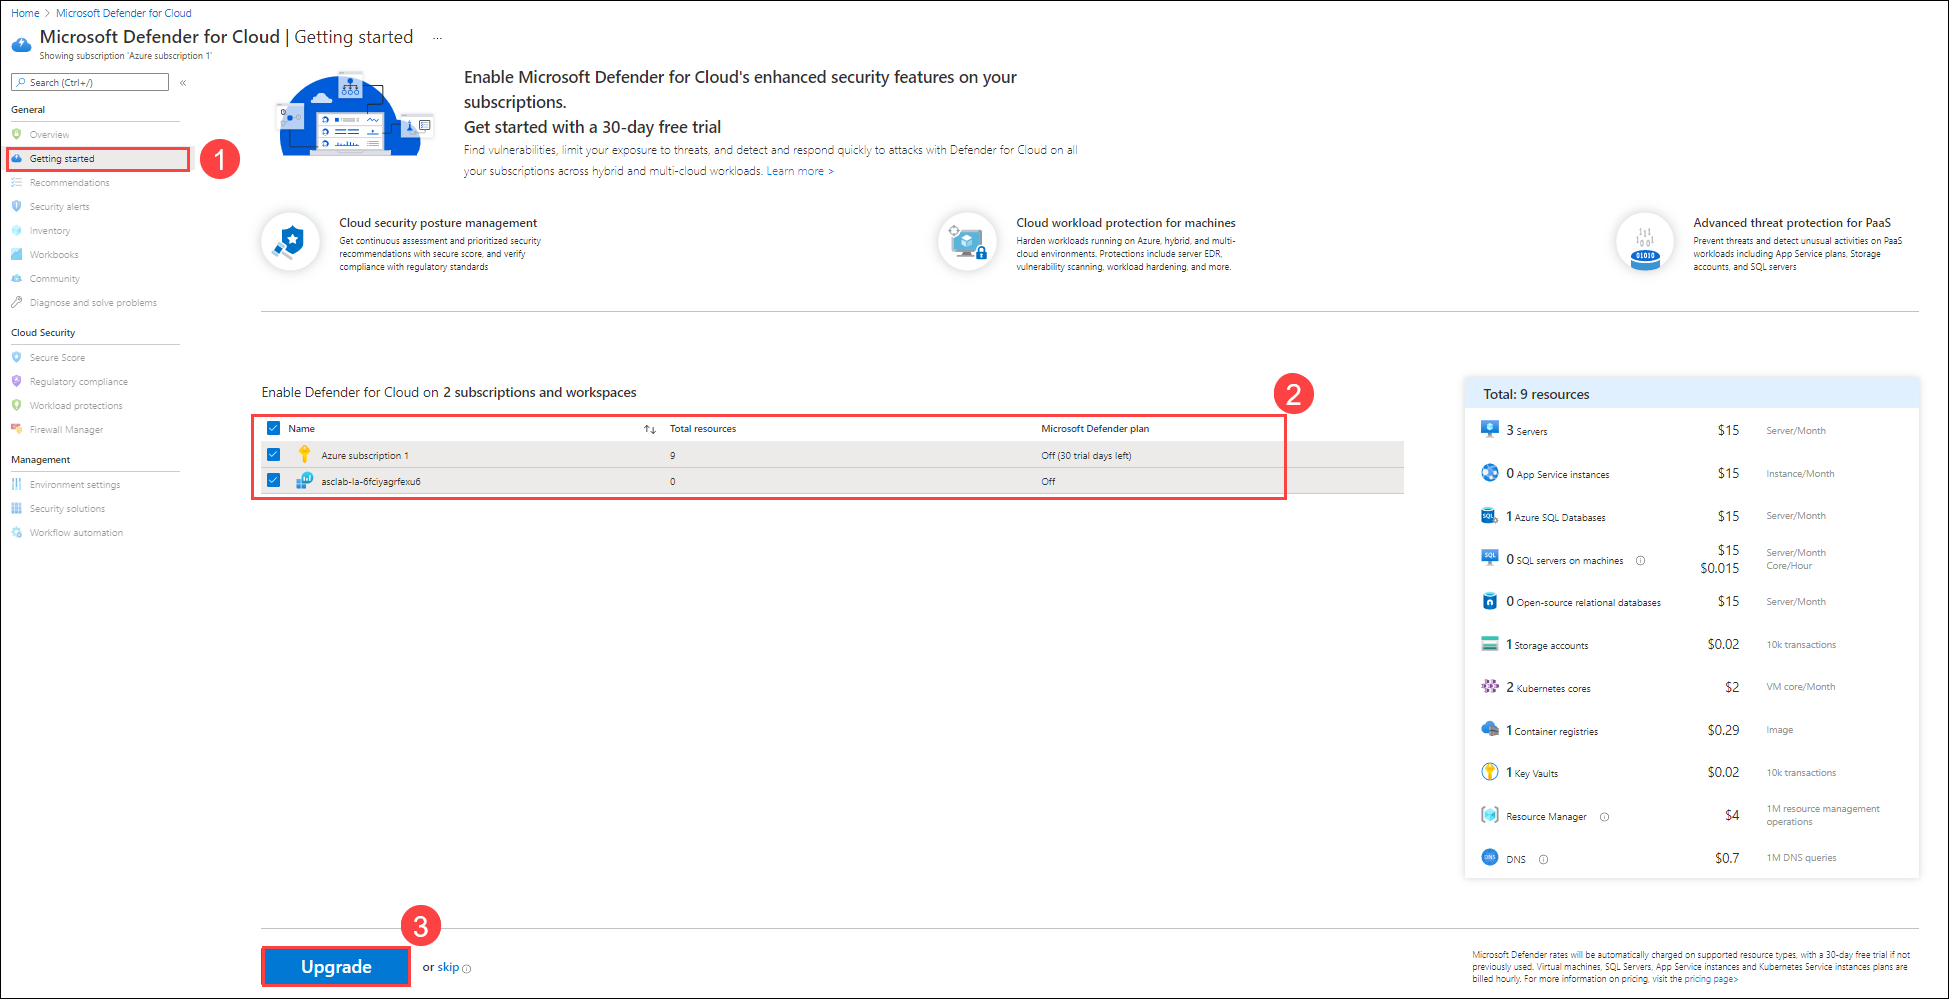 Home > Microsoft Defender for Cloud
Microsoft Defender for Cloud | Getting started ...
Showing subscription 'Azure subscription 1'
Search (Ctrl+/) «
General
Overview
Getting started
1
Recommendations
Security alerts
Inventory
Workbooks
Community
Diagnose and solve problems
Cloud Security
Secure Score
Regulatory compliance
Workload protections
Firewall Manager
Management
Environment settings
Security solutions
Workflow automation
Enable Microsoft Defender for Cloud's enhanced security features on your
subscriptions.
Get started with a 30-day free trial
Find vulnerabilities, limit your exposure to threats, and detect and respond quickly to attacks with Defender for Cloud on all
your subscriptions across hybrid and multi-cloud workloads. Learn more >
Cloud security posture management
Get continuous assessment and prioritized security
recommendations with secure score, and verify
compliance with regulatory standards
Cloud workload protection for machines
Harden workloads running on Azure, hybrid, and multi-
cloud environments. Protections include server EDR,
vulnerability scanning, workload hardening, and more.
01010
Advanced threat protection for PaaS
Prevent threats and detect unusual activities on PaaS
workloads including App Service plans, Storage
accounts, and SQL servers
Enable Defender for Cloud on 2 subscriptions and workspaces
2
Name Total resources Microsoft Defender plan
Azure subscription 1 9 Off (30 trial days left)
asclab-la-6fciyagrfexu6 0 Off
Total: 9 resources
3 Servers $15 Server/Month
0 App Service instances $15 Instance/Month
SQL 1 Azure SQL Databases $15 Server/Month
SQL 0 SQL servers on machines $15 Server/Month
$0.015 Core/Hour
0 Open-source relational databases $15 Server/Month
1 Storage accounts $0.02 10k transactions
2 Kubernetes cores $2 VM core/Month
1 Container registries $0.29 Image
1 Key Vaults $0.02 10k transactions
Resource Manager $4 1M resource management
operations
DNS DNS $0.7 1M DNS queries
3
Upgrade or skip
Microsoft Defender rates will be automatically charged on supported resource types, with a 30-day free trial if not
previously used. Virtual machines, SQL Servers, App Service instances and Kubernetes Service instances plans are
billed hourly. For more information on pricing, visit the pricing page>